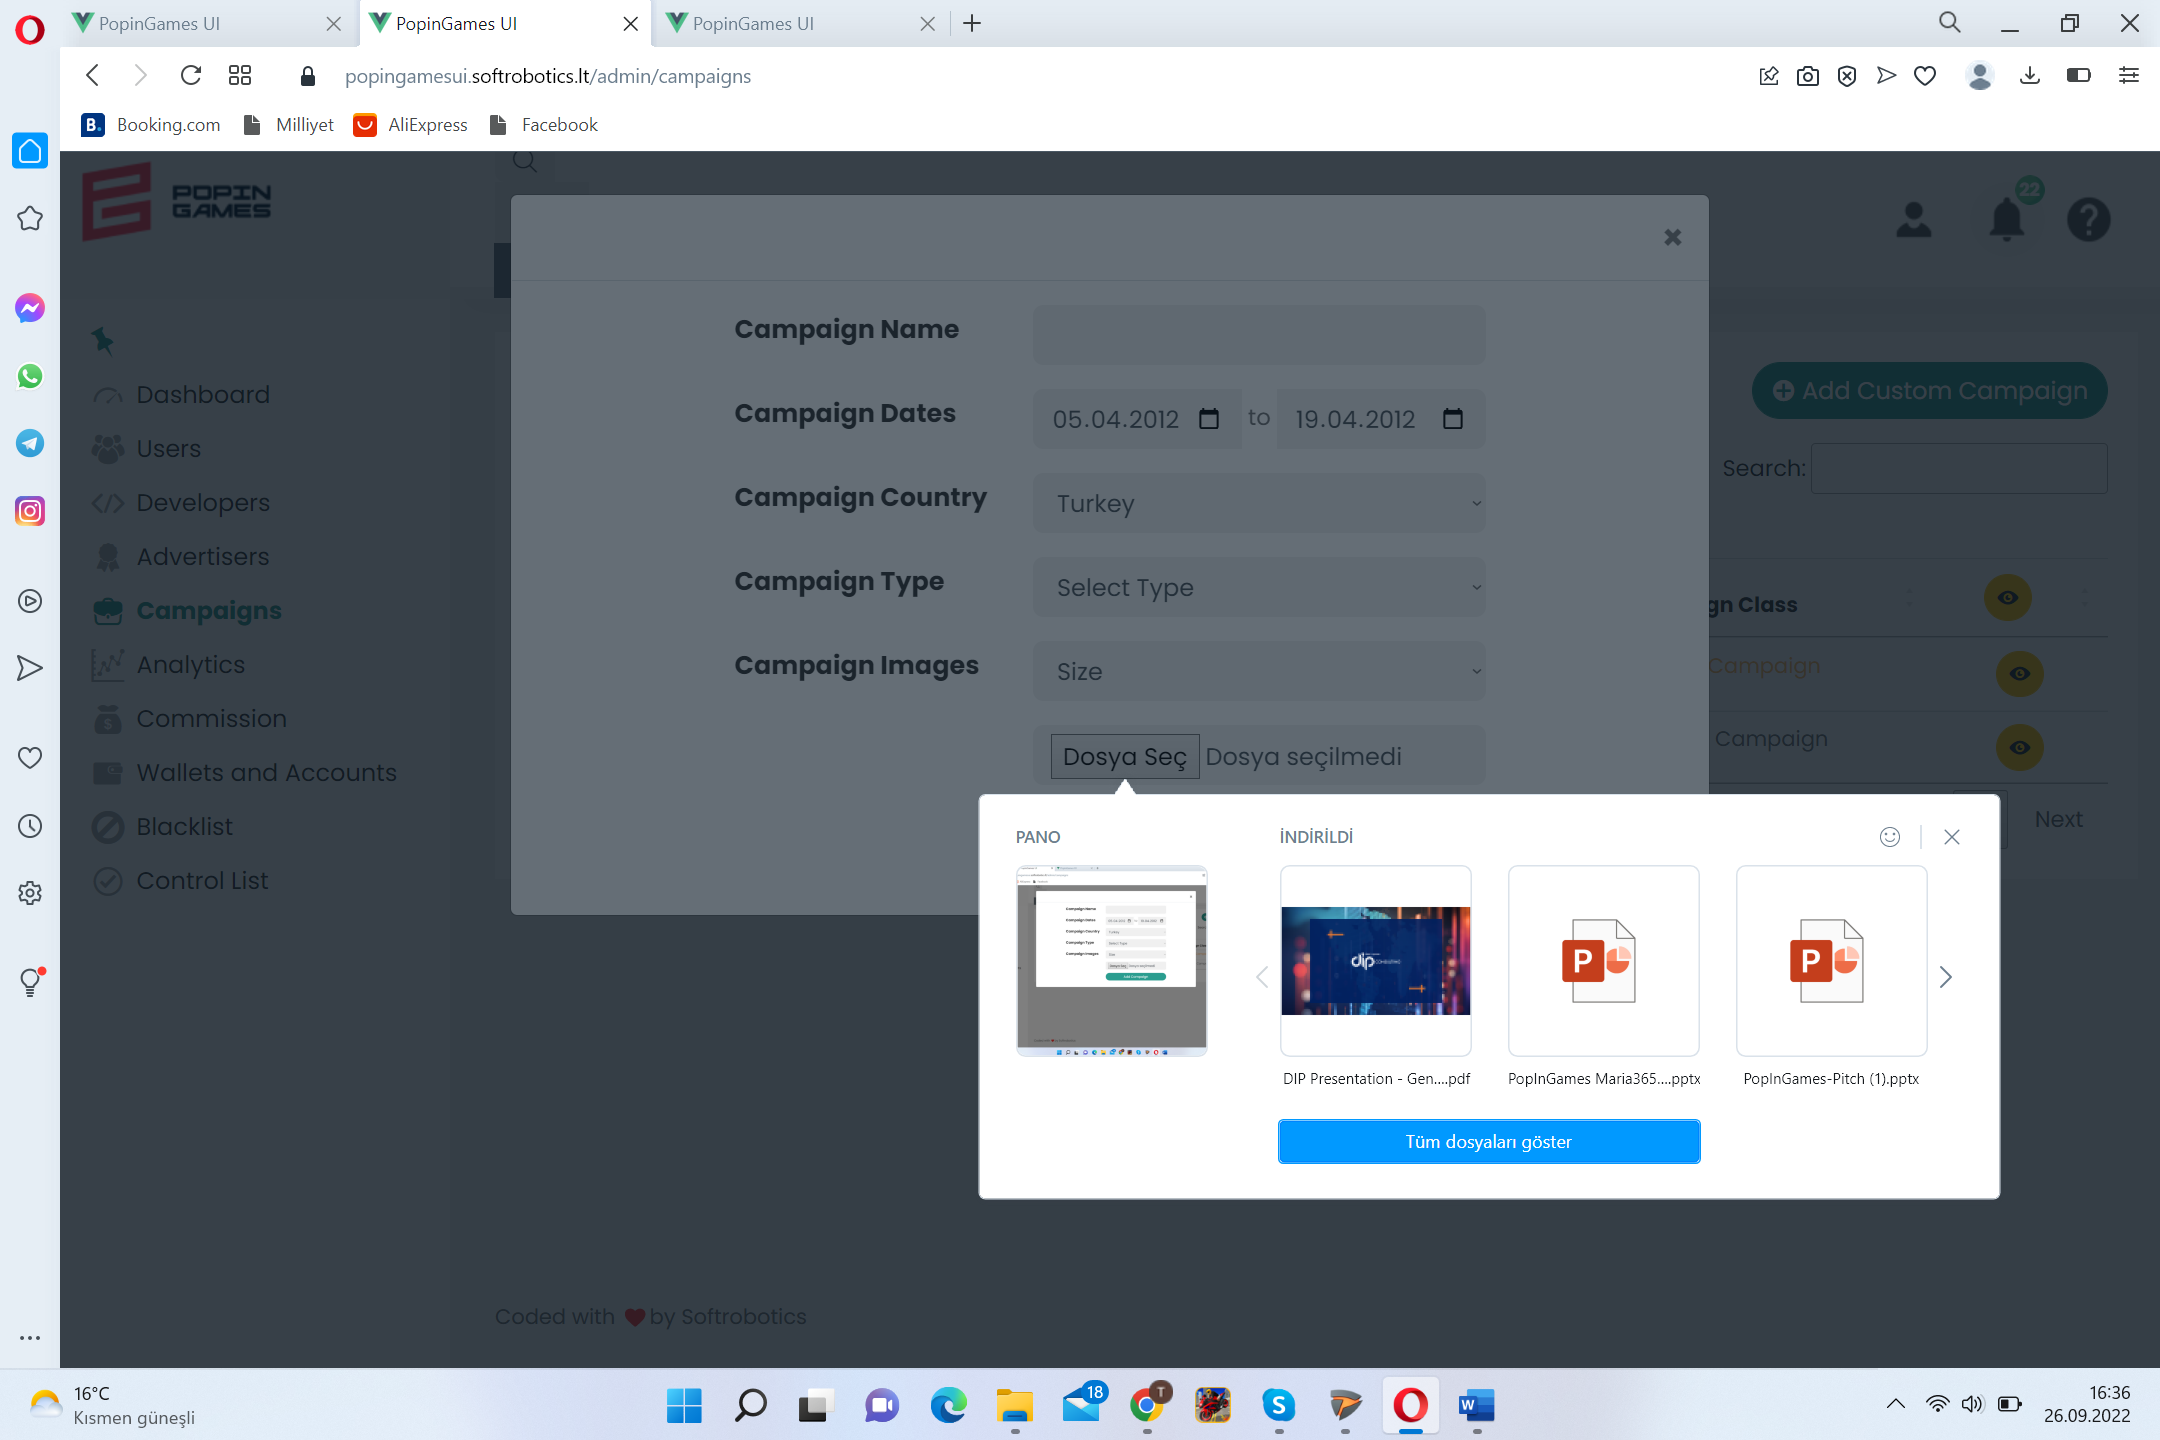 PopinGames UI
PopinGames UI
PopinGames UI
popingamesui.softrobotics.lt/admin/campaigns
Booking.com
Milliyet
AliExpress
Facebook
POPIN
GAMES
22
Campaign Name
Campaign Dates
05.04.2012
to
19.04.2012
Campaign Country
Turkey
Campaign Type
Select Type
Campaign Images
Size
Dosya Seç
Dosya seçilmedi
Dashboard
Users
Developers
Advertisers
Campaigns
Analytics
Commission
Wallets and Accounts
Blacklist
Control List
Add Custom Campaign
Search:
gn Class
Campaign
Campaign
Next
PANO
İNDİRİLDİ
DIP Presentation - Gen....pdf
PopInGames Maria365....pptx
PopInGames-Pitch (1).pptx
Tüm dosyaları göster
Coded with
by Softrobotics
16°C
Kısmen güneşli
18
T
16:36
26.09.2022